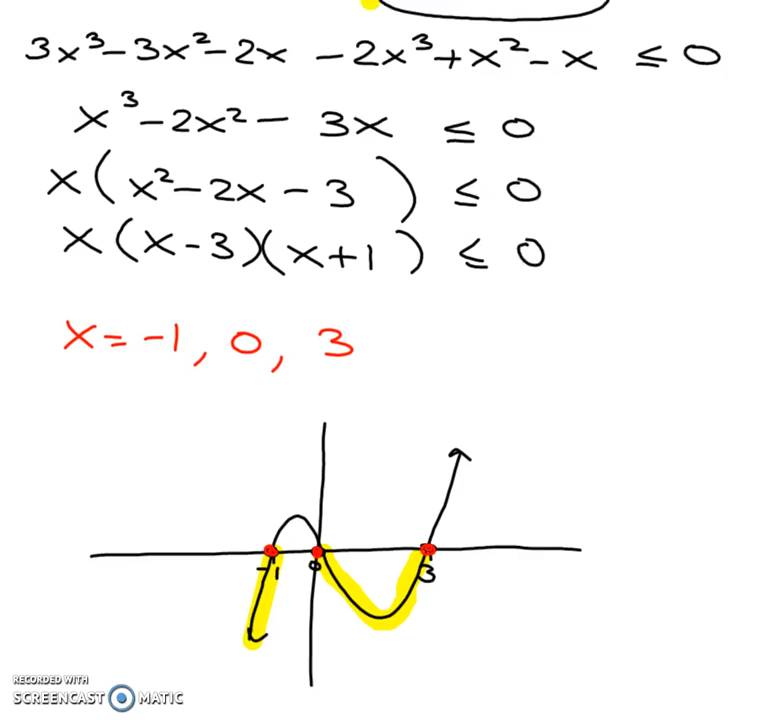 3x³-3x²-2x -2x³+x²-x ≤ 0
x³-2x²- 3x ≤ 0
x(x²-2x-3) ≤ 0
x(x-3)(x+1) ≤ 0
x=-1, 0, 3
-1 0 3
RECORDED WITH
SCREENCAST MATIC